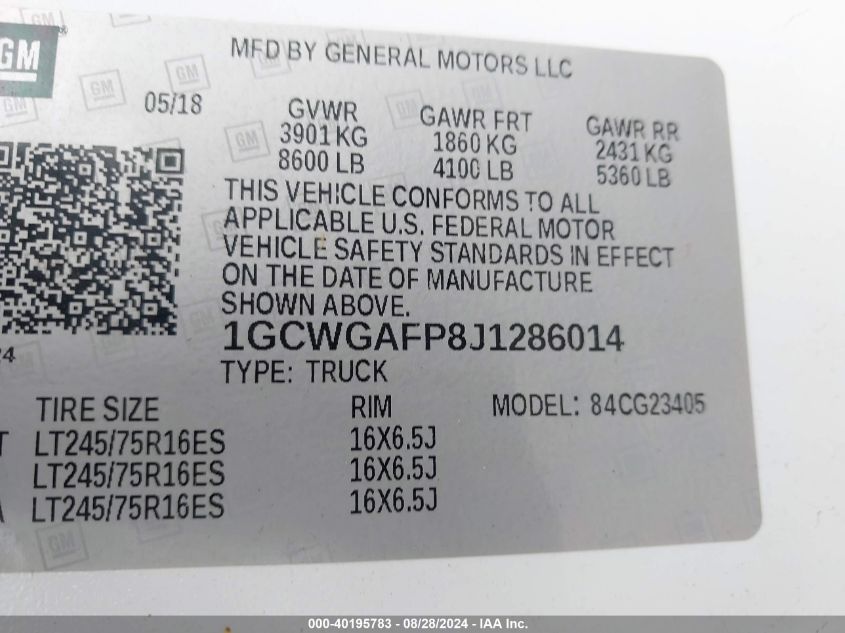 GM
MFD BY GENERAL MOTORS LLC
05/18
GVWR
3901 KG
8600 LB
GAWR FRT
1860 KG
4100 LB
GAWR RR
2431 KG
5360 LB
THIS VEHICLE CONFORMS TO ALL
APPLICABLE U.S. FEDERAL MOTOR
VEHICLE SAFETY STANDARDS IN EFFECT
ON THE DATE OF MANUFACTURE
SHOWN ABOVE.
1GCWGAFP8J1286014
TYPE: TRUCK
TIRE SIZE RIM MODEL: 84CG23405
T LT245/75R16ES 16X6.5J
LT245/75R16ES 16X6.5J
LT245/75R16ES 16X6.5J
000-40195783 - 08/28/2024 - IAA Inc.